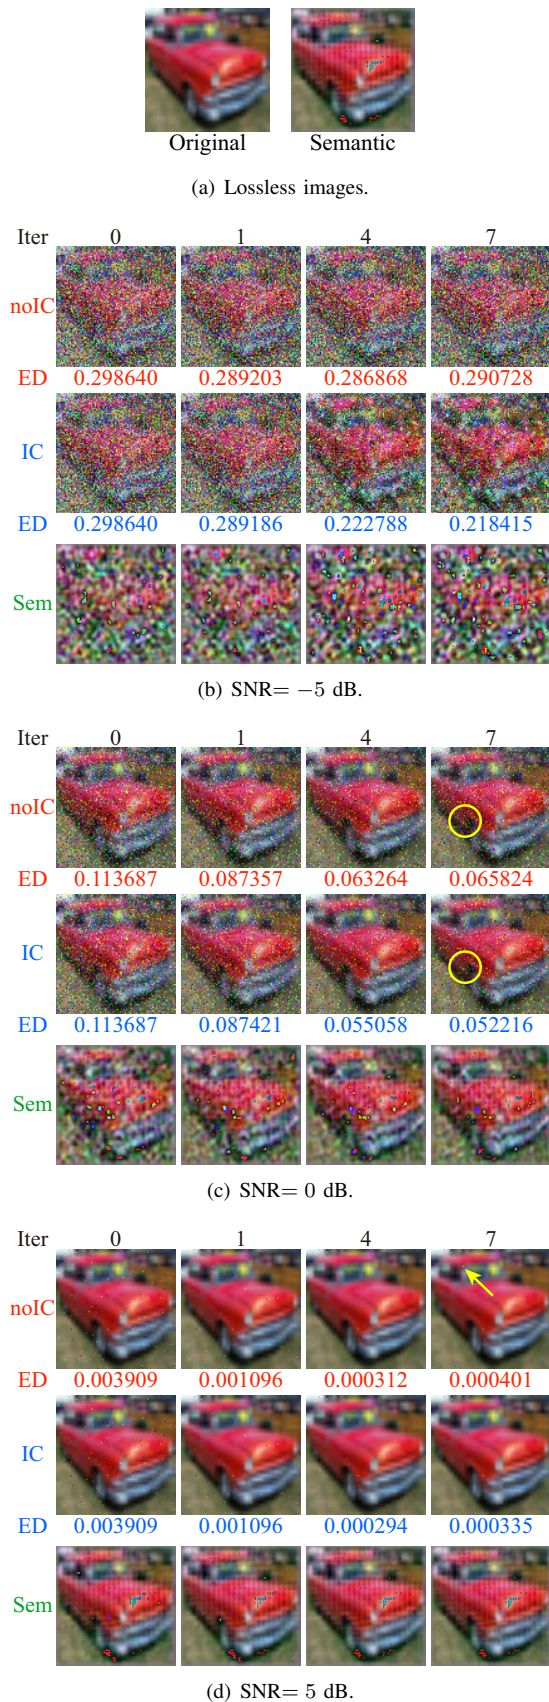 Original Semantic
(a) Lossless images.
Iter 0 1 4 7
noIC
ED 0.298640 0.289203 0.286868 0.290728
IC
ED 0.298640 0.289186 0.222788 0.218415
Sem
(b) SNR= −5 dB.
Iter 0 1 4 7
noIC
ED 0.113687 0.087357 0.063264 0.065824
IC
ED 0.113687 0.087421 0.055058 0.052216
Sem
(c) SNR= 0 dB.
Iter 0 1 4 7
noIC
ED 0.003909 0.001096 0.000312 0.000401
IC
ED 0.003909 0.001096 0.000294 0.000335
Sem
(d) SNR= 5 dB.